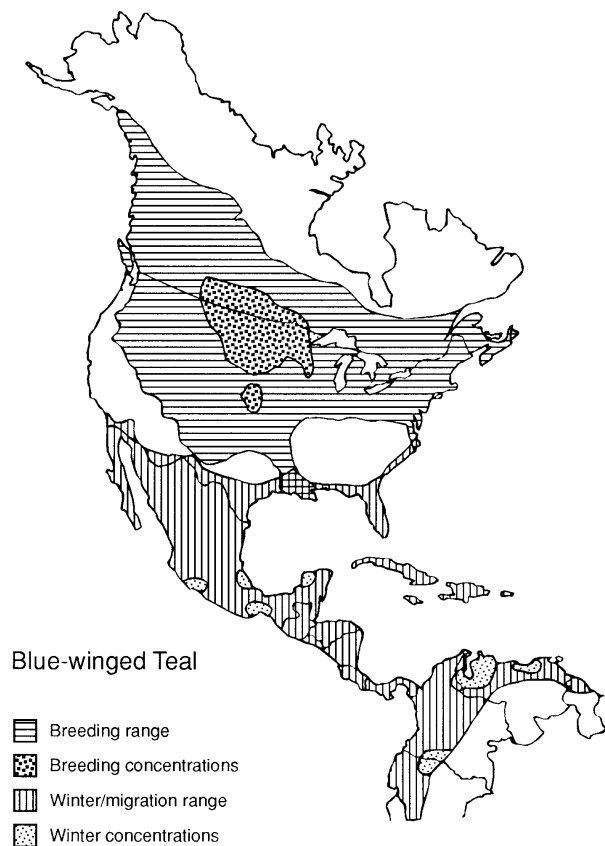 Blue-winged Teal
Breeding range
Breeding concentrations
Winter/migration range
Winter concentrations